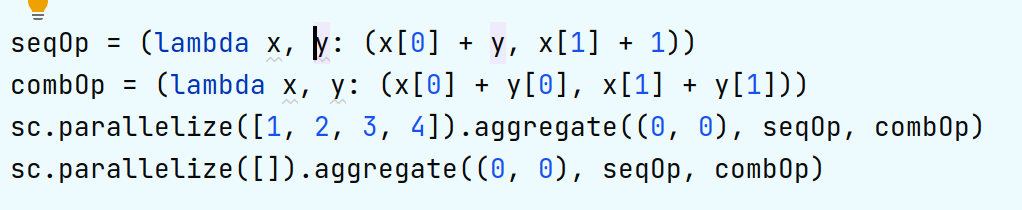 seqOp = (lambda x, y: (x[0] + y, x[1] + 1))
combOp = (lambda x, y: (x[0] + y[0], x[1] + y[1]))
sc.parallelize([1, 2, 3, 4]).aggregate((0, 0), seqOp, combOp)
sc.parallelize([]).aggregate((0, 0), seqOp, combOp)